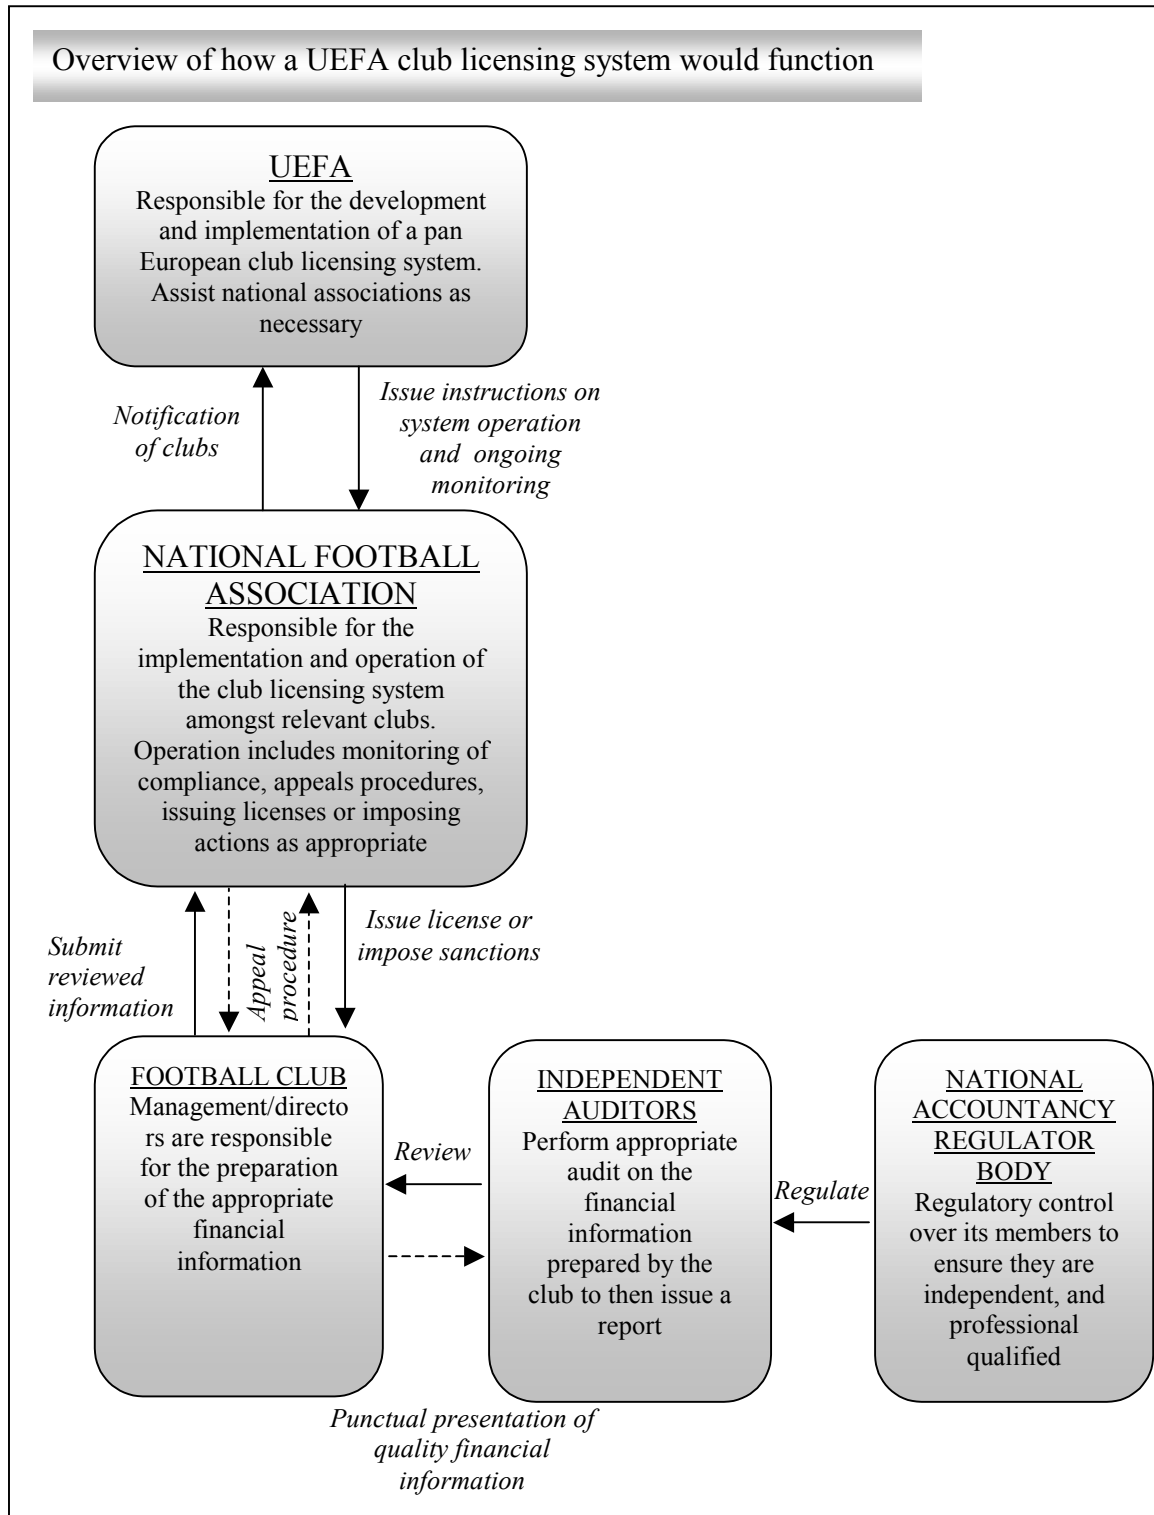 Overview of how a UEFA club licensing system would function
UEFA
Responsible for the development
and implementation of a pan
European club licensing system.
Assist national associations as
necessary
Notification
of clubs
Issue instructions on
system operation
and ongoing
monitoring
NATIONAL FOOTBALL
ASSOCIATION
Responsible for the
implementation and operation of
the club licensing system
amongst relevant clubs.
Operation includes monitoring of
compliance, appeals procedures,
issuing licenses or imposing
actions as appropriate
Submit
reviewed
information
Appeal
procedure
Issue license or
impose sanctions
FOOTBALL CLUB
Management/directo
rs are responsible
for the preparation
of the appropriate
financial
information
Review
INDEPENDENT
AUDITORS
Perform appropriate
audit on the
financial
information
prepared by the
club to then issue a
report
Regulate
NATIONAL
ACCOUNTANCY
REGULATOR
BODY
Regulatory control
over its members to
ensure they are
independent, and
professional
qualified
Punctual presentation of
quality financial
information